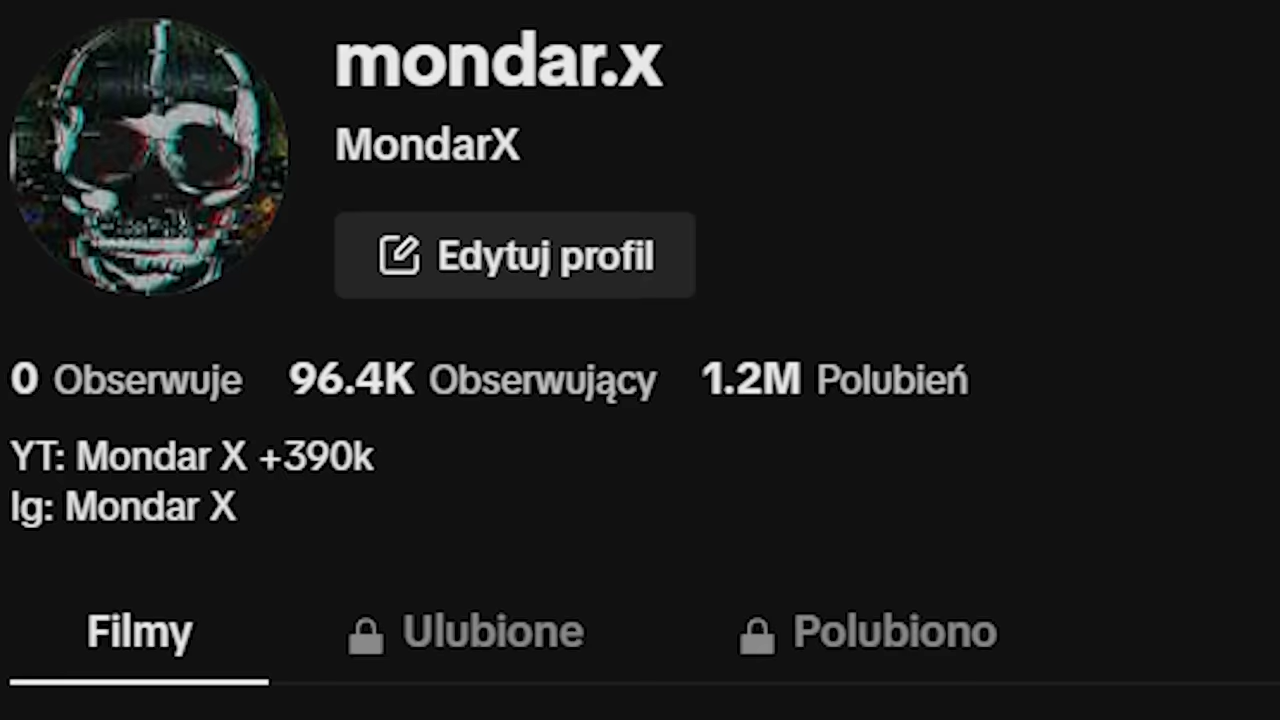 mondar.x
MondarX
Edytuj profil
0 Obserwuje 96.4K Obserwujący 1.2M Polubień
YT: Mondar X +390k
Ig: Mondar X
Filmy Ulubione Polubiono